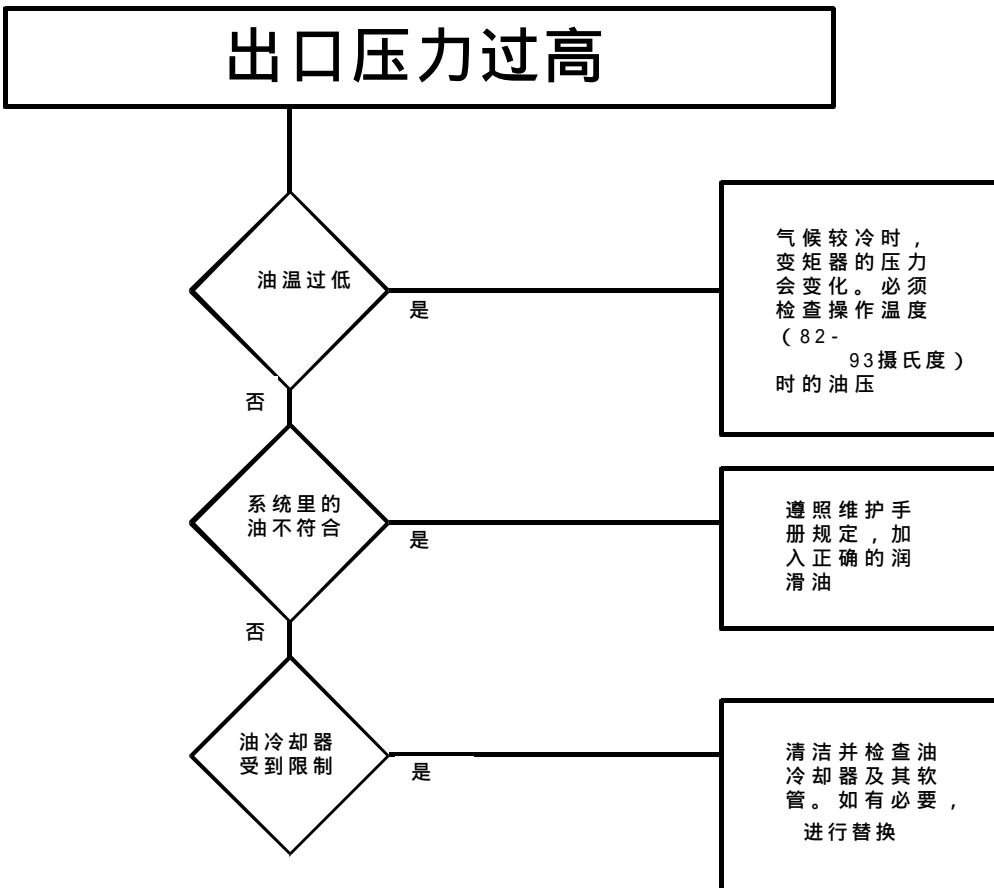 出口压力过高
油温过低
是
气候较冷时，
变矩器的压力
会变化。必须
检查操作温度
（82-
93摄氏度）
时的油压
否
系统里的
油不符合
是
遵照维护手
册规定，加
入正确的润
滑油
否
油冷却器
受到限制
是
清洁并检查油
冷却器及其软
管。如有必要，
进行替换